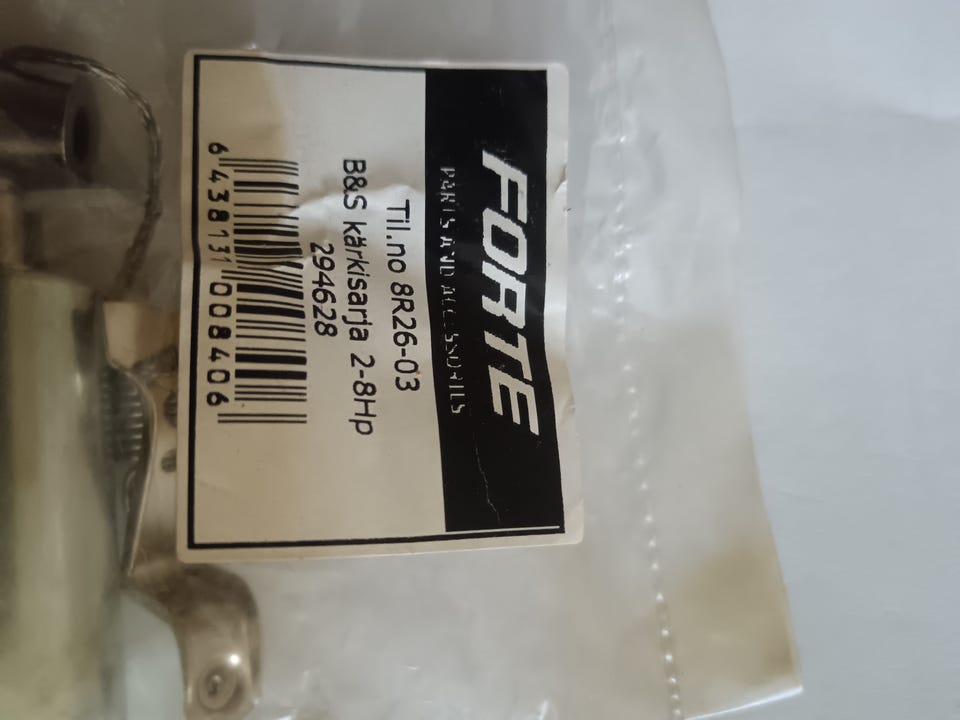 FORTE
PARTS AND ACCESSORIES
Til.no 8R26-03
B&S kärkisarja 2-8Hp
294628
6 438131 008406